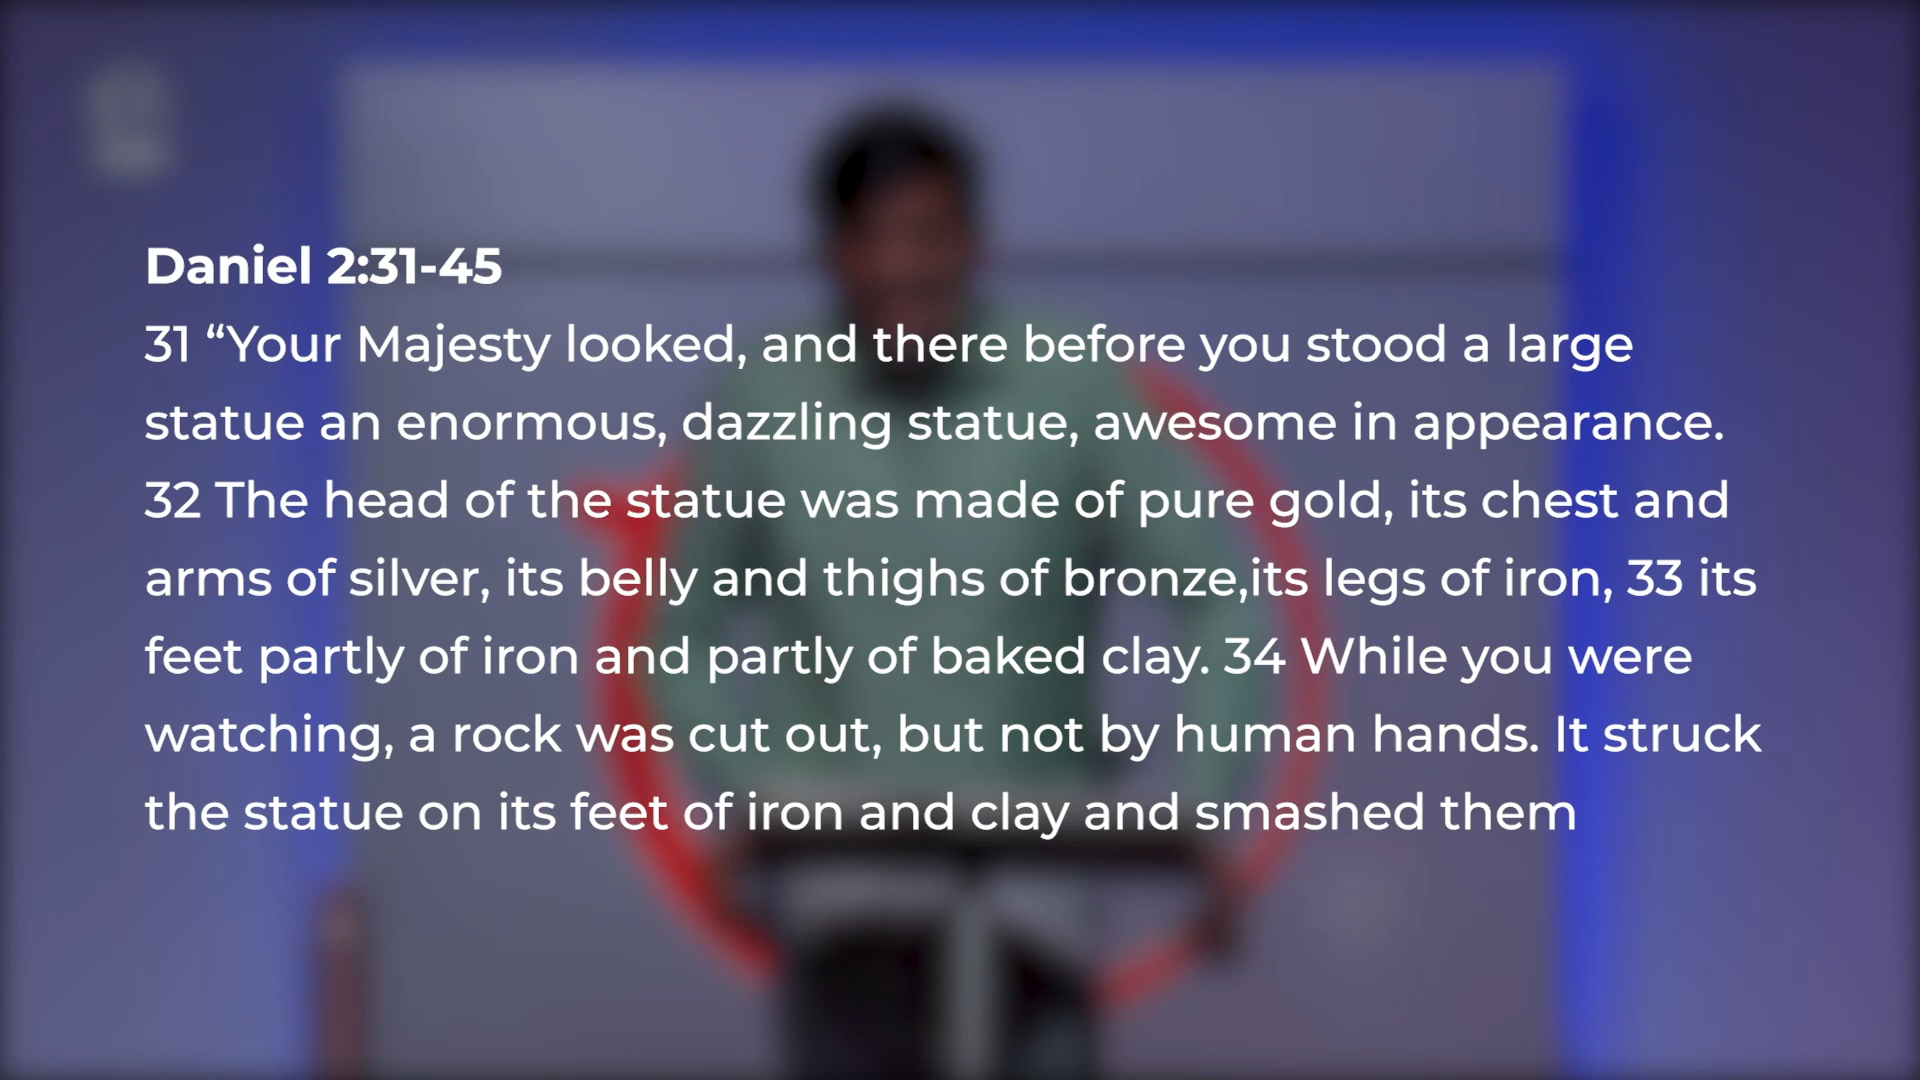 Daniel 2:31-45
31 “Your Majesty looked, and there before you stood a large
statue an enormous, dazzling statue, awesome in appearance.
32 The head of the statue was made of pure gold, its chest and
arms of silver, its belly and thighs of bronze,its legs of iron, 33 its
feet partly of iron and partly of baked clay. 34 While you were
watching, a rock was cut out, but not by human hands. It struck
the statue on its feet of iron and clay and smashed them